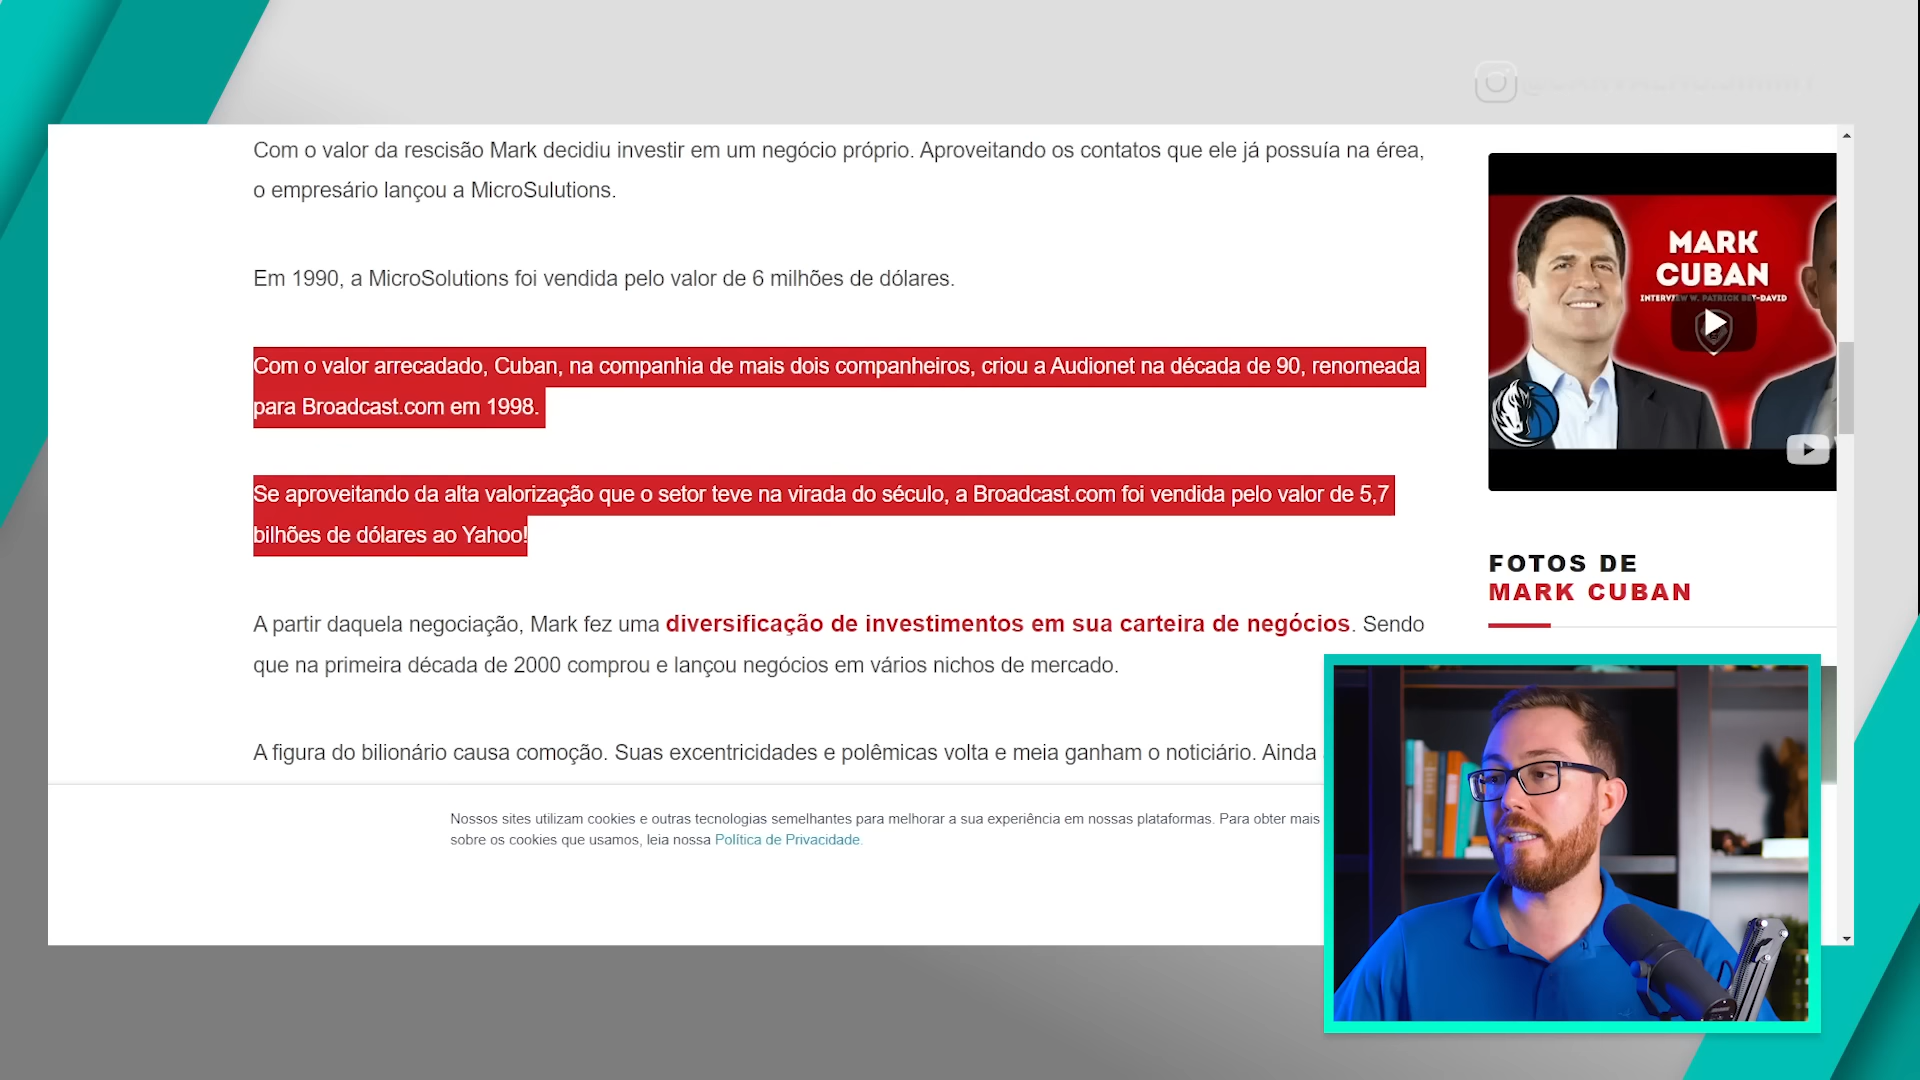 Com o valor da rescisão Mark decidiu investir em um negócio próprio. Aproveitando os contatos que ele já possuía na érea,
o empresário lançou a MicroSulutions.
Em 1990, a MicroSolutions foi vendida pelo valor de 6 milhões de dólares.
Com o valor arrecadado, Cuban, na companhia de mais dois companheiros, criou a Audionet na década de 90, renomeada
para Broadcast.com em 1998.
Se aproveitando da alta valorização que o setor teve na virada do século, a Broadcast.com foi vendida pelo valor de 5,7
bilhões de dólares ao Yahoo!
A partir daquela negociação, Mark fez uma diversificação de investimentos em sua carteira de negócios. Sendo
que na primeira década de 2000 comprou e lançou negócios em vários nichos de mercado.
A figura do bilionário causa comoção. Suas excentricidades e polêmicas volta e meia ganham o noticiário. Ainda
Nossos sites utilizam cookies e outras tecnologias semelhantes para melhorar a sua experiência em nossas plataformas. Para obter mais
sobre os cookies que usamos, leia nossa Política de Privacidade.
MARK
CUBAN
INTERVIEW W. PATRICK BET-DAVID
FOTOS DE
MARK CUBAN